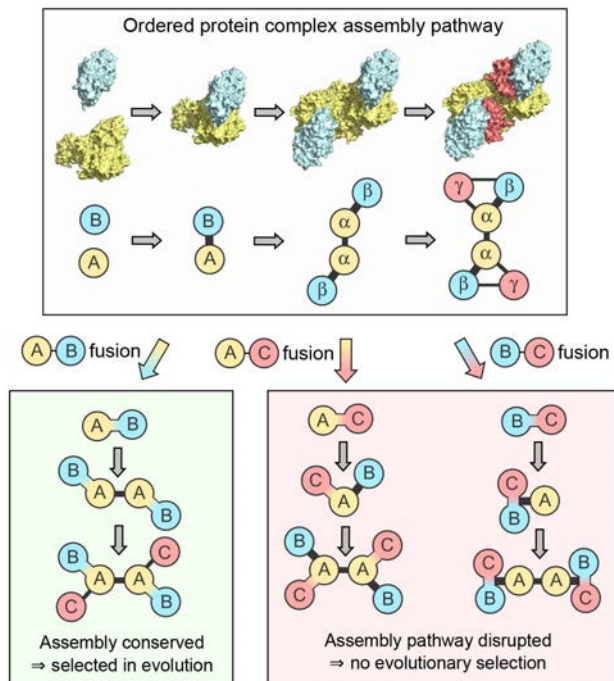 Ordered protein complex assembly pathway
B
A
B
A
β
α
α
β
γ
β
α
α
β
γ
A B fusion
A C fusion
B C fusion
A B
B
A A
B
B
C
A A
C
B
Assembly conserved
⇒ selected in evolution
A C
C
B
A
B
C
A A
C
B
B C
C
A
B
C
B
A A
B
C
Assembly pathway disrupted
⇒ no evolutionary selection